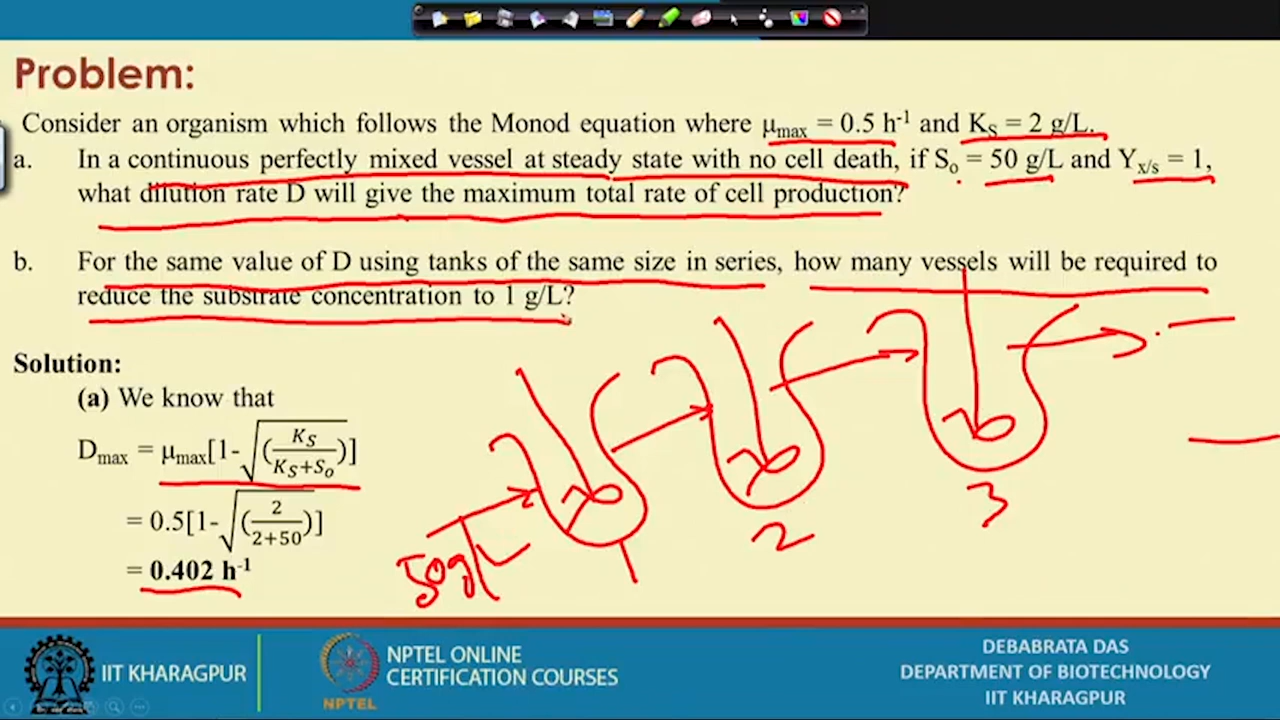 Problem:
Consider an organism which follows the Monod equation where μmax = 0.5 h-1 and KS = 2 g/L.
a. In a continuous perfectly mixed vessel at steady state with no cell death, if So = 50 g/L and Yx/s = 1,
what dilution rate D will give the maximum total rate of cell production?
b. For the same value of D using tanks of the same size in series, how many vessels will be required to
reduce the substrate concentration to 1 g/L?
Solution:
(a) We know that
Dmax = μmax[1-√(KS/KS+So)]
= 0.5[1-√(2/2+50)]
= 0.402 h-1
50g/L
1
2
3
IIT KHARAGPUR
NPTEL
NPTEL ONLINE
CERTIFICATION COURSES
DEBABRATA DAS
DEPARTMENT OF BIOTECHNOLOGY
IIT KHARAGPUR